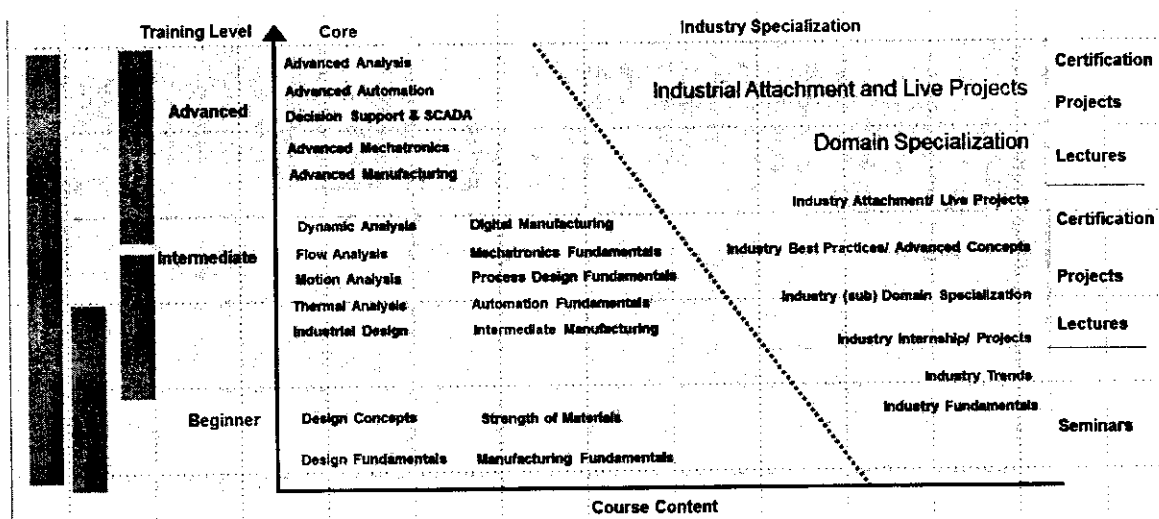 Training Level Core Industry Specialization
Advanced Analysis
Advanced Automation
Decision Support & SCADA
Advanced Mechatronics
Advanced Manufacturing
Advanced
Industrial Attachment and Live Projects
Domain Specialization
Certification
Projects
Lectures
Dynamic Analysis Digital Manufacturing
Flow Analysis Mechatronics Fundamentals
Motion Analysis Process Design Fundamentals
Thermal Analysis Automation Fundamentals
Industrial Design Intermediate Manufacturing
Intermediate
Industry Attachment/ Live Projects
Industry Best Practices/ Advanced Concepts
Industry (sub) Domain Specialization
Industry Internship/ Projects
Certification
Projects
Lectures
Industry Trends
Industry Fundamentals
Beginner
Design Concepts Strength of Materials
Design Fundamentals Manufacturing Fundamentals
Seminars
Course Content